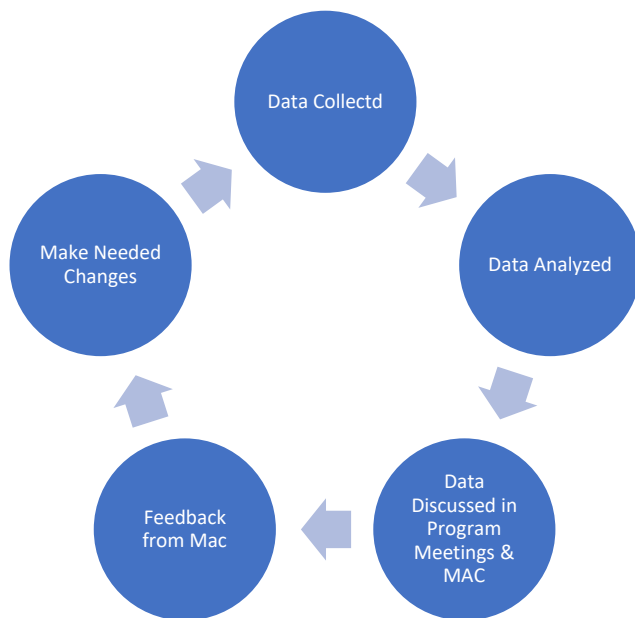 Data Collectd
Data Analyzed
Data
Discussed in
Program
Meetings &
MAC
Feedback
from Mac
Make Needed
Changes